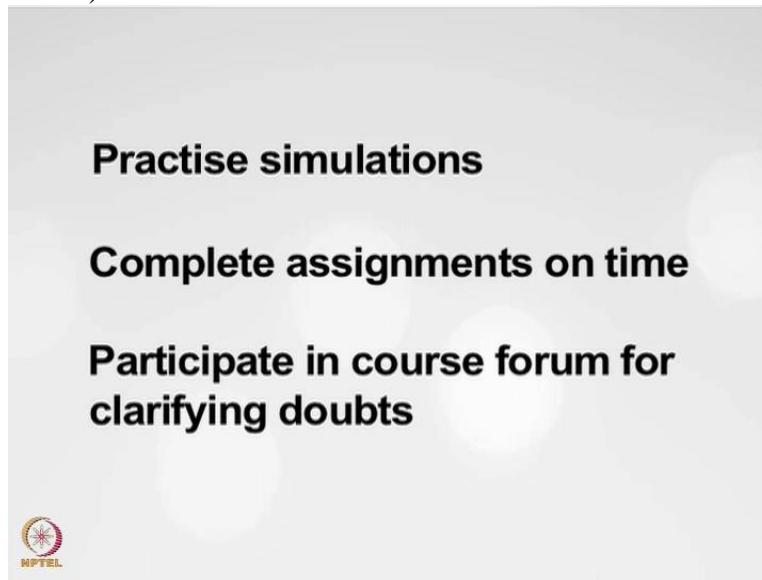 Practise simulations
Complete assignments on time
Participate in course forum for
clarifying doubts
NPTEL